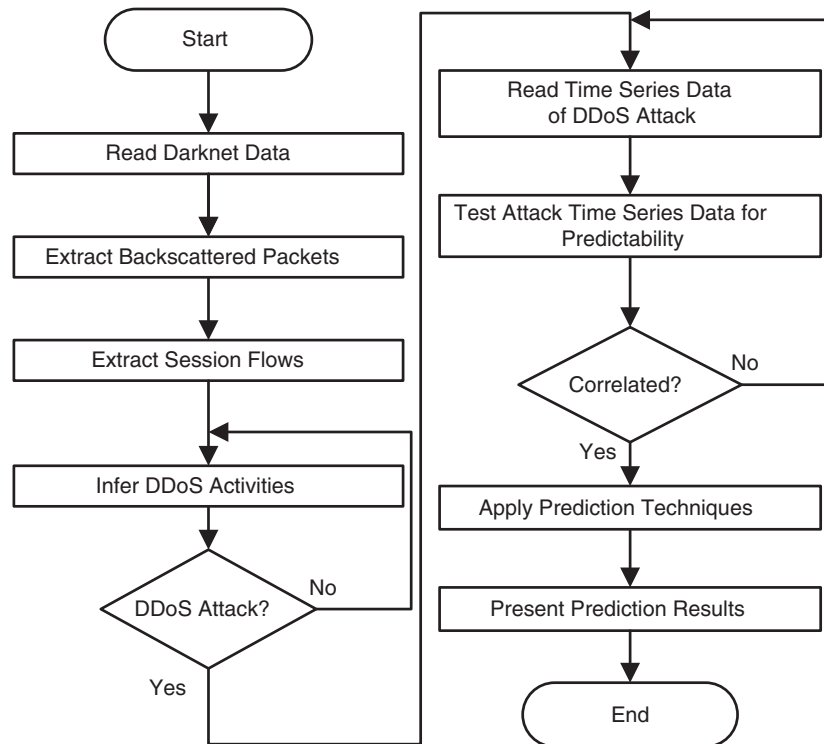 Start
Read Darknet Data
Extract Backscattered Packets
Extract Session Flows
Infer DDoS Activities
DDoS Attack?
No
Yes
Read Time Series Data
of DDoS Attack
Test Attack Time Series Data for
Predictability
Correlated?
No
Yes
Apply Prediction Techniques
Present Prediction Results
End